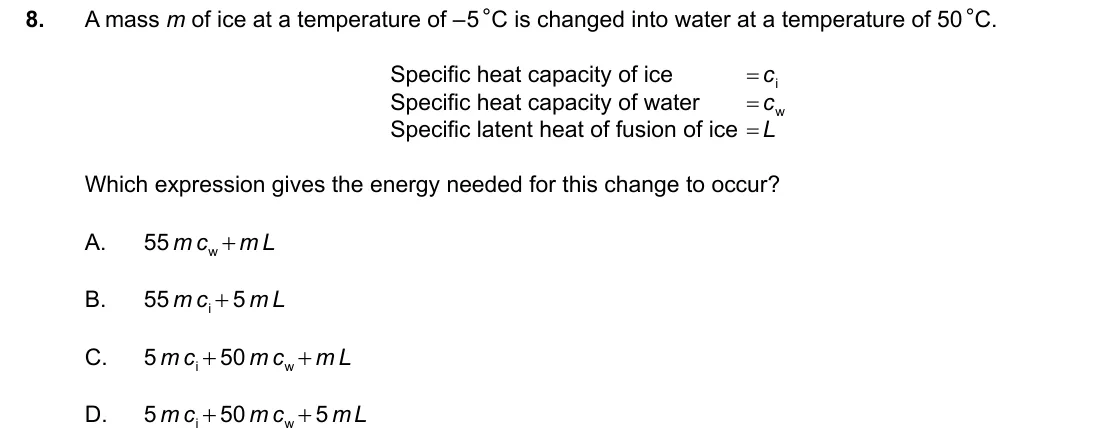 8. A mass m of ice at a temperature of –5 °C is changed into water at a temperature of 50 °C.
Specific heat capacity of ice = cᵢ
Specific heat capacity of water = c_w
Specific latent heat of fusion of ice = L
Which expression gives the energy needed for this change to occur?
A. 55 m c_w + m L
B. 55 m cᵢ + 5 m L
C. 5 m cᵢ + 50 m c_w + m L
D. 5 m cᵢ + 50 m c_w + 5 m L